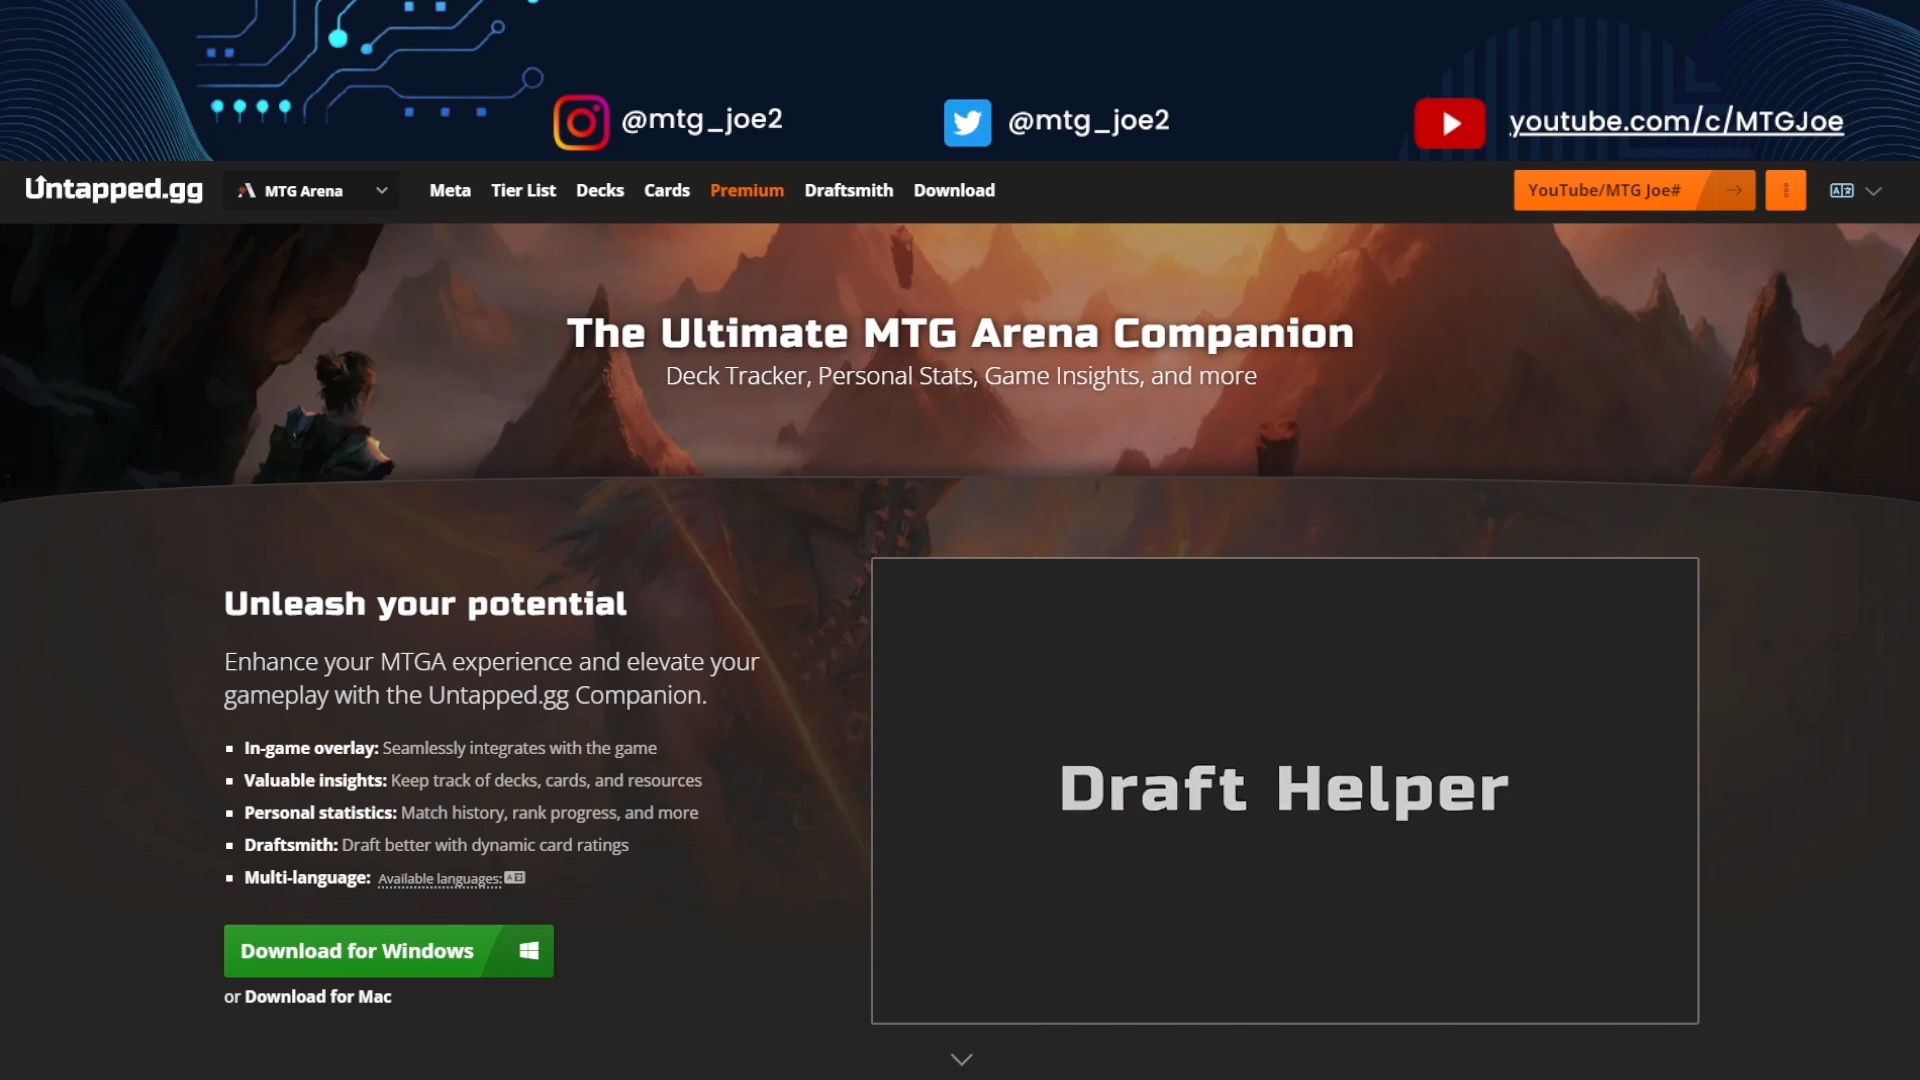 @mtg_joe2
@mtg_joe2
youtube.com/c/MTGJoe
Untapped.gg
MTG Arena
Meta
Tier List
Decks
Cards
Premium
Draftsmith
Download
YouTube/MTG Joe#
The Ultimate MTG Arena Companion
Deck Tracker, Personal Stats, Game Insights, and more
Unleash your potential
Enhance your MTGA experience and elevate your
gameplay with the Untapped.gg Companion.
In-game overlay: Seamlessly integrates with the game
Valuable insights: Keep track of decks, cards, and resources
Personal statistics: Match history, rank progress, and more
Draftsmith: Draft better with dynamic card ratings
Multi-language: Available languages:
Download for Windows
or Download for Mac
Draft Helper